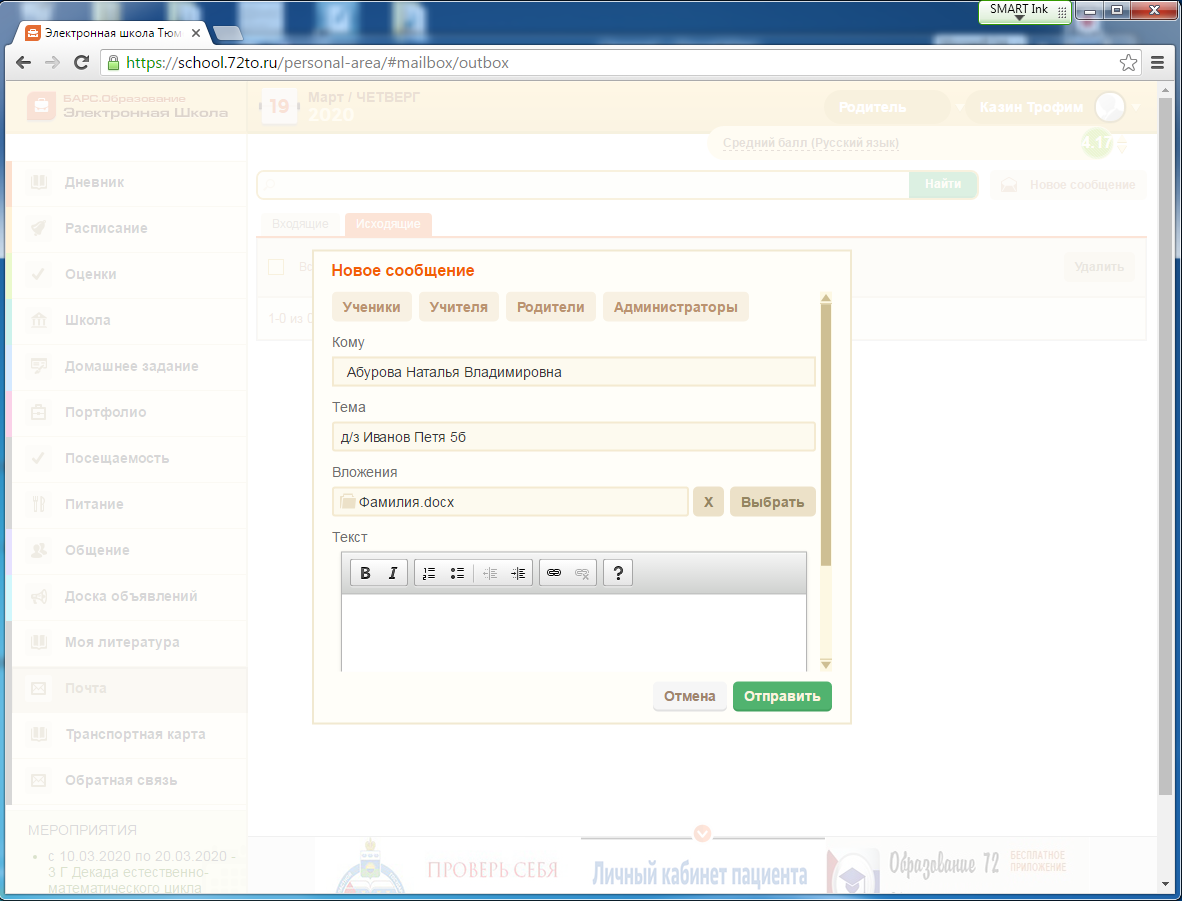 SMART Ink
Электронная школа Тюм
https://school.72to.ru/personal-area/#mailbox/outbox
БАРС.Образование
Электронная Школа
19
Март / ЧЕТВЕРГ
2020
Родитель
Казин Трофим
Средний балл (Русский язык)
4.17
Найти
Новое сообщение
Входящие
Исходящие
Удалить
1-0 из
Дневник
Расписание
Оценки
Школа
Домашнее задание
Портфолио
Посещаемость
Питание
Общение
Доска объявлений
Моя литература
Почта
Транспортная карта
Обратная связь
МЕРОПРИЯТИЯ
с 10.03.2020 по 20.03.2020 -
3 Г Декада естественно-
математического цикла
Новое сообщение
Ученики
Учителя
Родители
Администраторы
Кому
Абурова Наталья Владимировна
Тема
д/з Иванов Петя 5б
Вложения
Фамилия.docx
X
Выбрать
Текст
B I ?
Отмена
Отправить
ПРОВЕРЬ СЕБЯ
Личный кабинет пациента
Образование 72
БЕСПЛАТНОЕ
ПРИЛОЖЕНИЕ